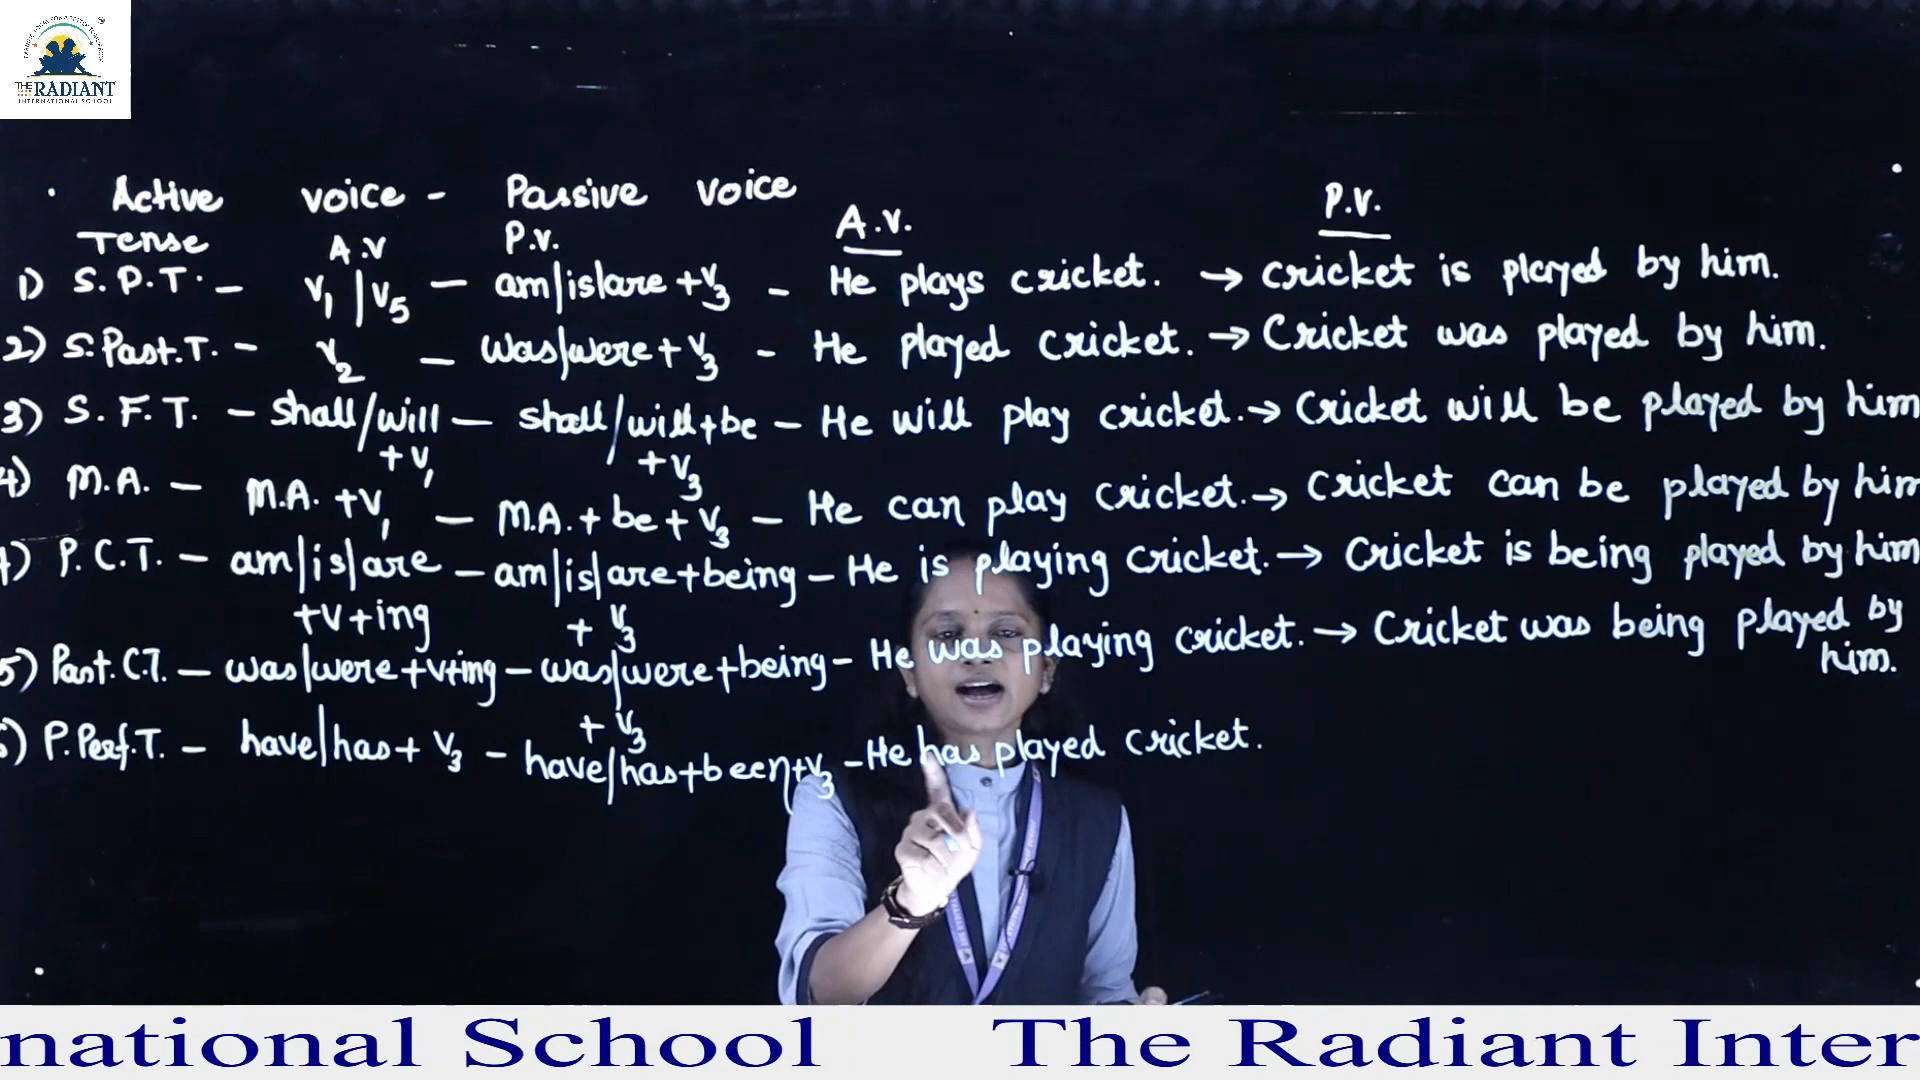 THE RADIANT
INTERNATIONAL SCHOOL
Active voice - Passive voice
Tense A.V P.V. A.V. P.V.
1) S.P.T. - V1 | V5 - am|is|are + V3 - He plays cricket. → cricket is played by him.
2) S.Past.T. - V2 - was|were + V3 - He played cricket. → Cricket was played by him.
3) S. F. T. - shall/will + V1 - shall/will+be + V3 - He will play cricket. → Cricket will be played by him
4) M.A. - M.A. + V1 - M.A. + be + V3 - He can play cricket. → Cricket can be played by him
4) P.C.T. - am|is|are +V+ing - am|is|are+being + V3 - He is playing cricket. → Cricket is being played by him
5) Past.C.T. - was|were+V+ing - was|were+being + V3 - He was playing cricket. → Cricket was being played by him.
) P.Perf.T. - have|has+ V3 - have|has+been+V3 - He has played cricket.
national School The Radiant Inter